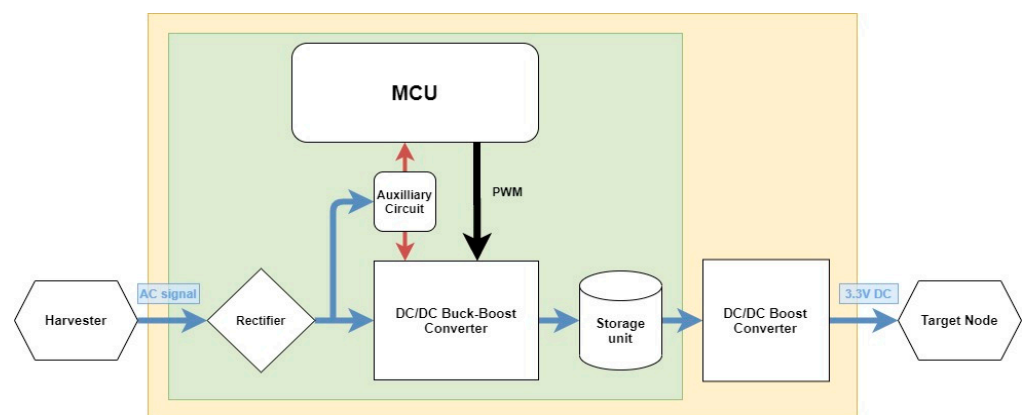 MCU
Auxilliary
Circuit
PWM
AC signal
3.3V DC
Harvester
Rectifier
DC/DC Buck-Boost
Converter
Storage
unit
DC/DC Boost
Converter
Target Node